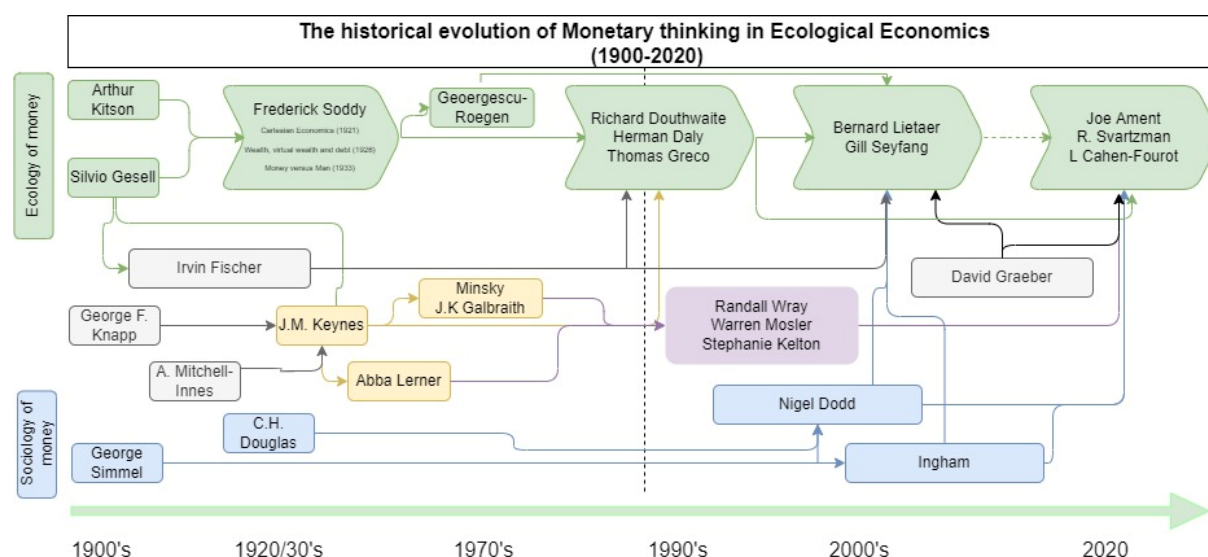 The historical evolution of Monetary thinking in Ecological Economics
(1900-2020)
Ecology of money
Arthur
Kitson
Silvio Gesell
Frederick Soddy
Cartesian Economics (1921)
Wealth, virtual wealth and debt (1926)
Money versus Man (1933)
Geoergescu-
Roegen
Richard Douthwaite
Herman Daly
Thomas Greco
Bernard Lietaer
Gill Seyfang
Joe Ament
R. Svartzman
L Cahen-Fourot
Irvin Fischer
David Graeber
George F.
Knapp
J.M. Keynes
Minsky
J.K Galbraith
Randall Wray
Warren Mosler
Stephanie Kelton
A. Mitchell-
Innes
Abba Lerner
Sociology of
money
Nigel Dodd
C.H.
Douglas
George
Simmel
Ingham
1900's
1920/30's
1970's
1990's
2000's
2020